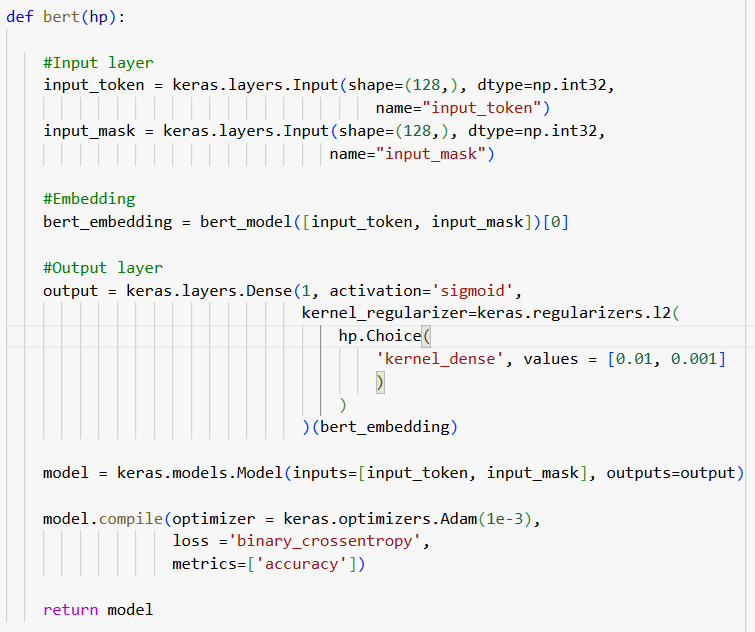 def bert(hp):
#Input layer
input_token = keras.layers.Input(shape=(128,), dtype=np.int32,
name="input_token")
input_mask = keras.layers.Input(shape=(128,), dtype=np.int32,
name="input_mask")
#Embedding
bert_embedding = bert_model([input_token, input_mask])[0]
#Output layer
output = keras.layers.Dense(1, activation='sigmoid',
kernel_regularizer=keras.regularizers.l2(
hp.Choice(
'kernel_dense', values = [0.01, 0.001]
)
)
)(bert_embedding)
model = keras.models.Model(inputs=[input_token, input_mask], outputs=output)
model.compile(optimizer = keras.optimizers.Adam(1e-3),
loss ='binary_crossentropy',
metrics=['accuracy'])
return model